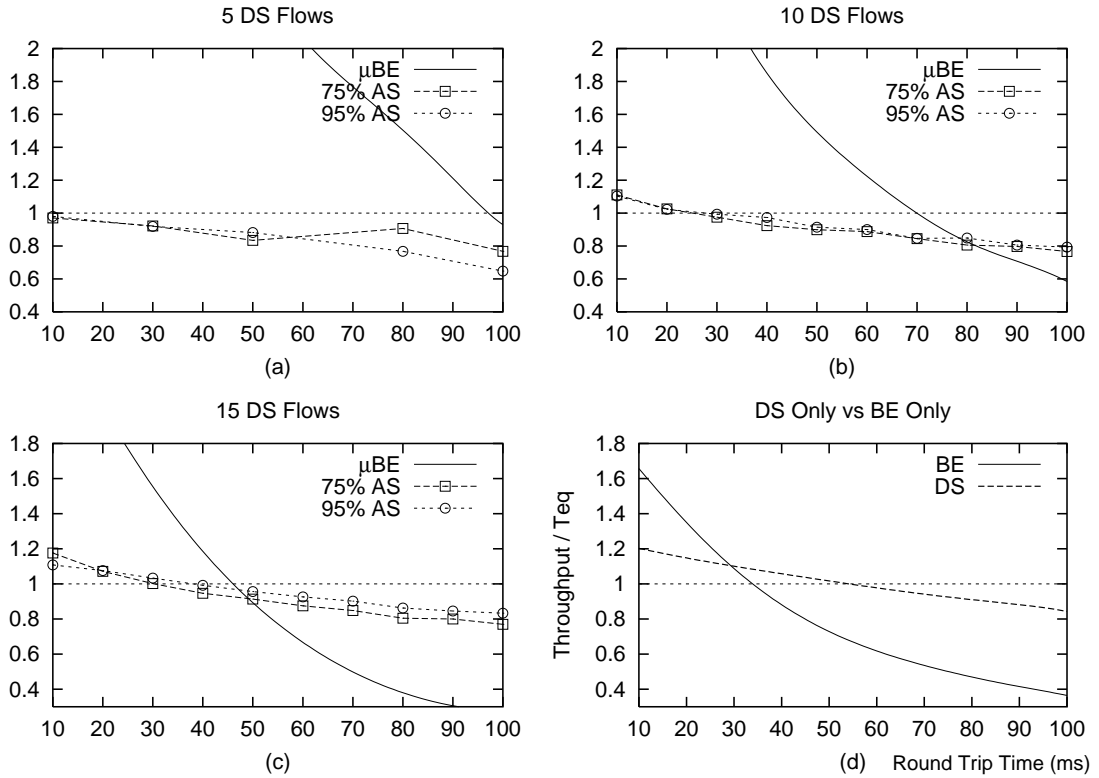 5 DS Flows
2
1.8
1.6
1.4
1.2
1
0.8
0.6
0.4
10 20 30 40 50 60 70 80 90 100
μBE
75% AS
95% AS
(a)
10 DS Flows
2
1.8
1.6
1.4
1.2
1
0.8
0.6
0.4
10 20 30 40 50 60 70 80 90 100
μBE
75% AS
95% AS
(b)
15 DS Flows
1.8
1.6
1.4
1.2
1
0.8
0.6
0.4
10 20 30 40 50 60 70 80 90 100
μBE
75% AS
95% AS
(c)
DS Only vs BE Only
Throughput / Teq
1.8
1.6
1.4
1.2
1
0.8
0.6
0.4
10 20 30 40 50 60 70 80 90 100
BE
DS
(d) Round Trip Time (ms)